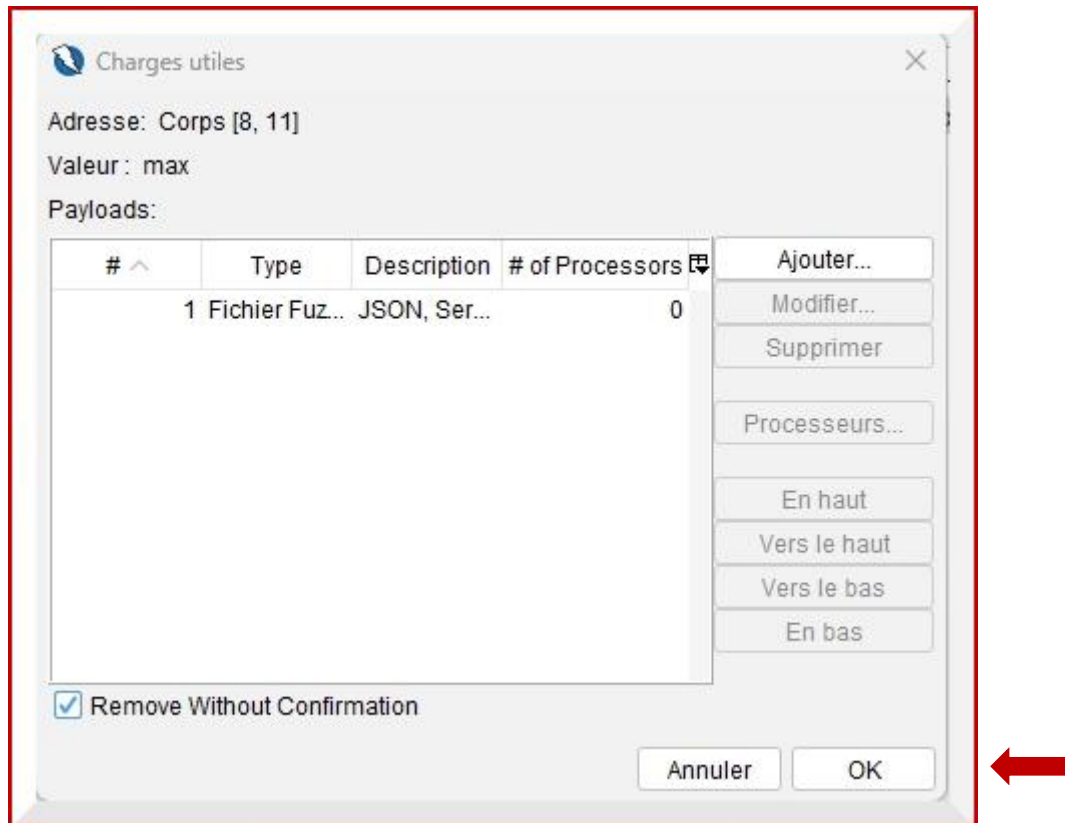 Charges utiles
Adresse: Corps [8, 11]
Valeur : max
Payloads:
# Type Description # of Processors
1 Fichier Fuz... JSON, Ser... 0
Ajouter...
Modifier...
Supprimer
Processeurs...
En haut
Vers le haut
Vers le bas
En bas
Remove Without Confirmation
Annuler OK